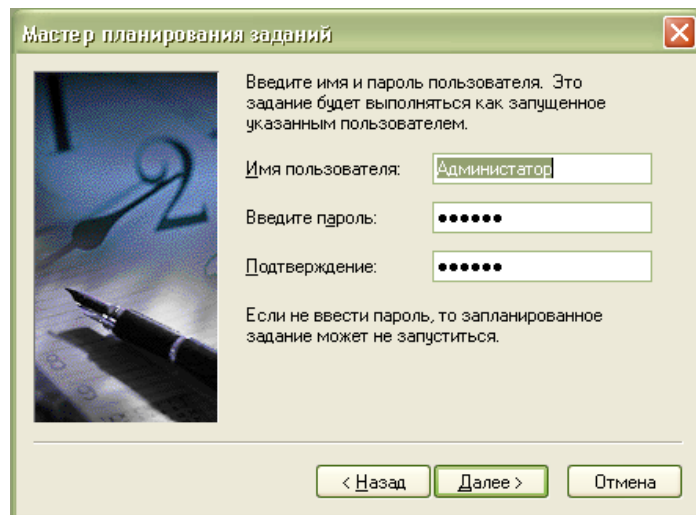 Мастер планирования заданий
Введите имя и пароль пользователя. Это
задание будет выполняться как запущенное
указанным пользователем.
Имя пользователя: Администатор
Введите пароль: ●●●●●●
Подтверждение: ●●●●●●
Если не ввести пароль, то запланированное
задание может не запуститься.
< Назад Далее > Отмена